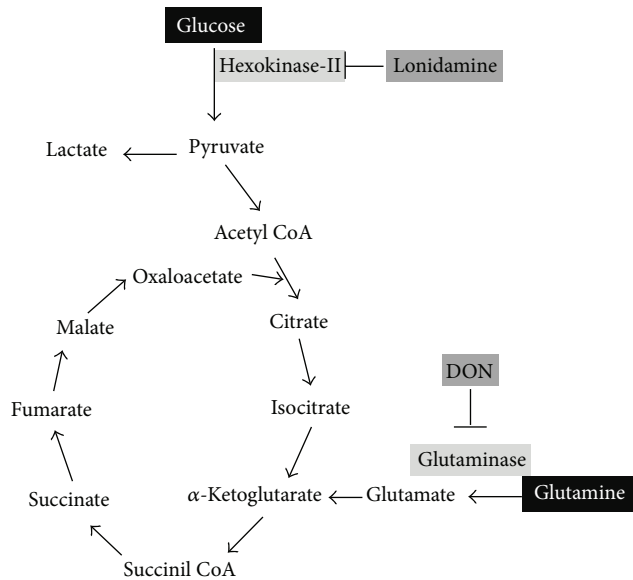 Glucose
Hexokinase-II
Lonidamine
Lactate
Pyruvate
Acetyl CoA
Oxaloacetate
Malate
Citrate
DON
Fumarate
Isocitrate
Glutaminase
Succinate
α-Ketoglutarate
Glutamate
Glutamine
Succinil CoA